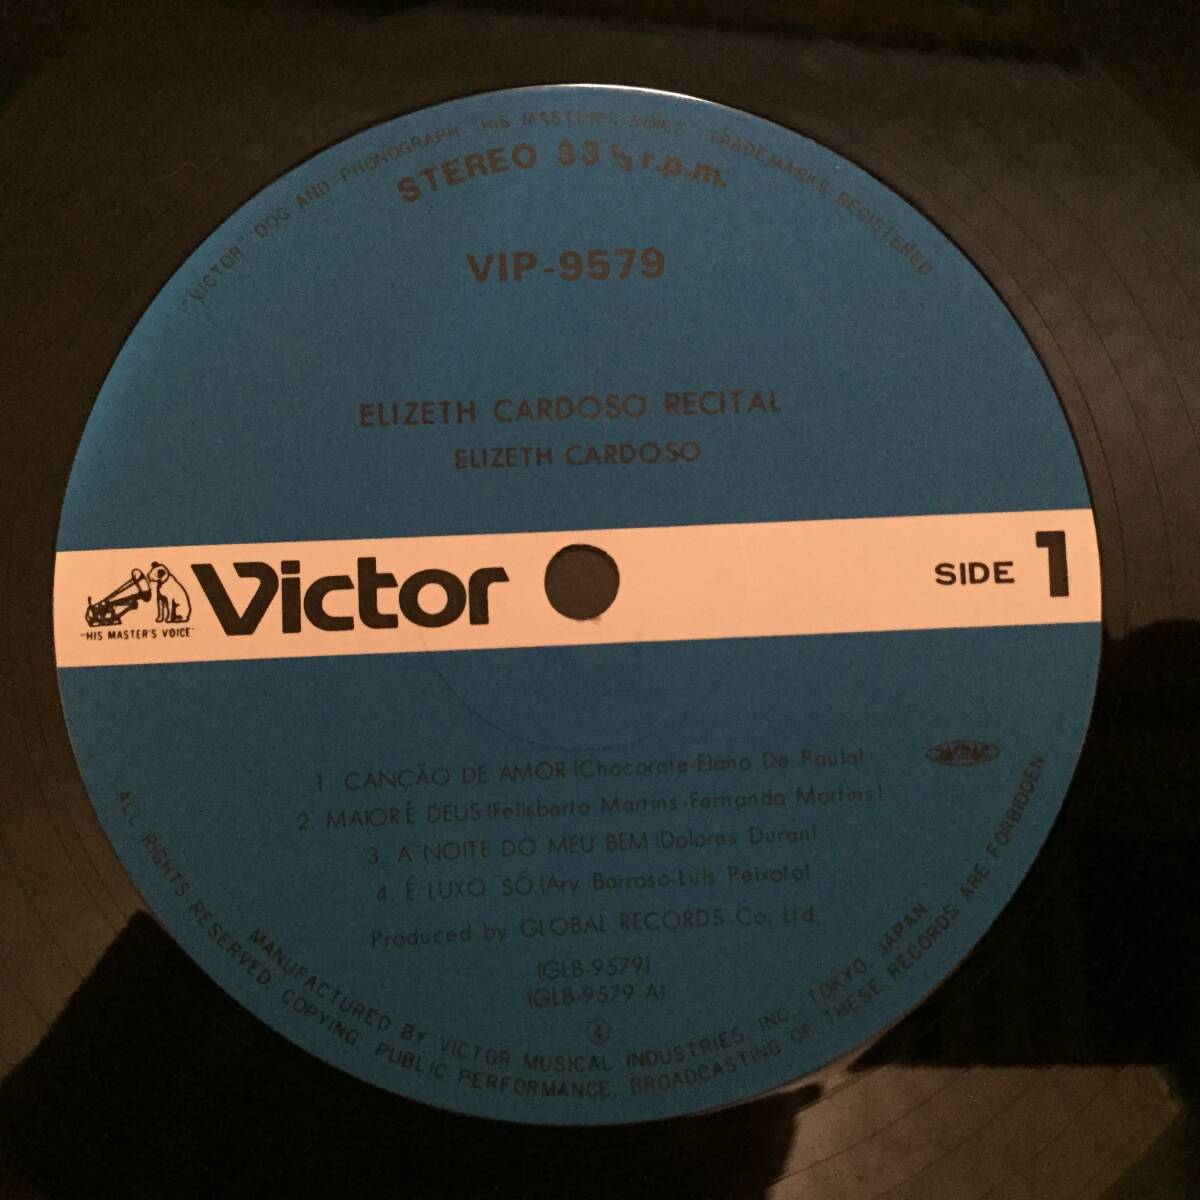 "VICTOR" DOG AND PHONOGRAPH "HIS MASTER'S VOICE" TRADEMARKS REGISTERED
STEREO 33 1/3 r.p.m.
VIP-9579
ELIZETH CARDOSO RECITAL
ELIZETH CARDOSO
"HIS MASTER'S VOICE"
Victor
SIDE 1
JASRAC
1. CANÇÃO DE AMOR (Chocorate-Elano De Paula)
2. MAIOR É DEUS (Felisberto Martins-Fernando Martins)
3. A NOITE DO MEU BEM (Dolores Duran)
4. É LUXO SÓ (Ary Barroso-Luis Peixoto)
Produced by GLOBAL RECORDS Co, Ltd.
(GLB-9579)
(GLB-9579-A)
4
MANUFACTURED BY VICTOR MUSICAL INDUSTRIES, INC., TOKYO, JAPAN.
ALL RIGHTS RESERVED. COPYING, PUBLIC PERFORMANCE, BROADCASTING OF THESE RECORDS ARE FORBIDDEN